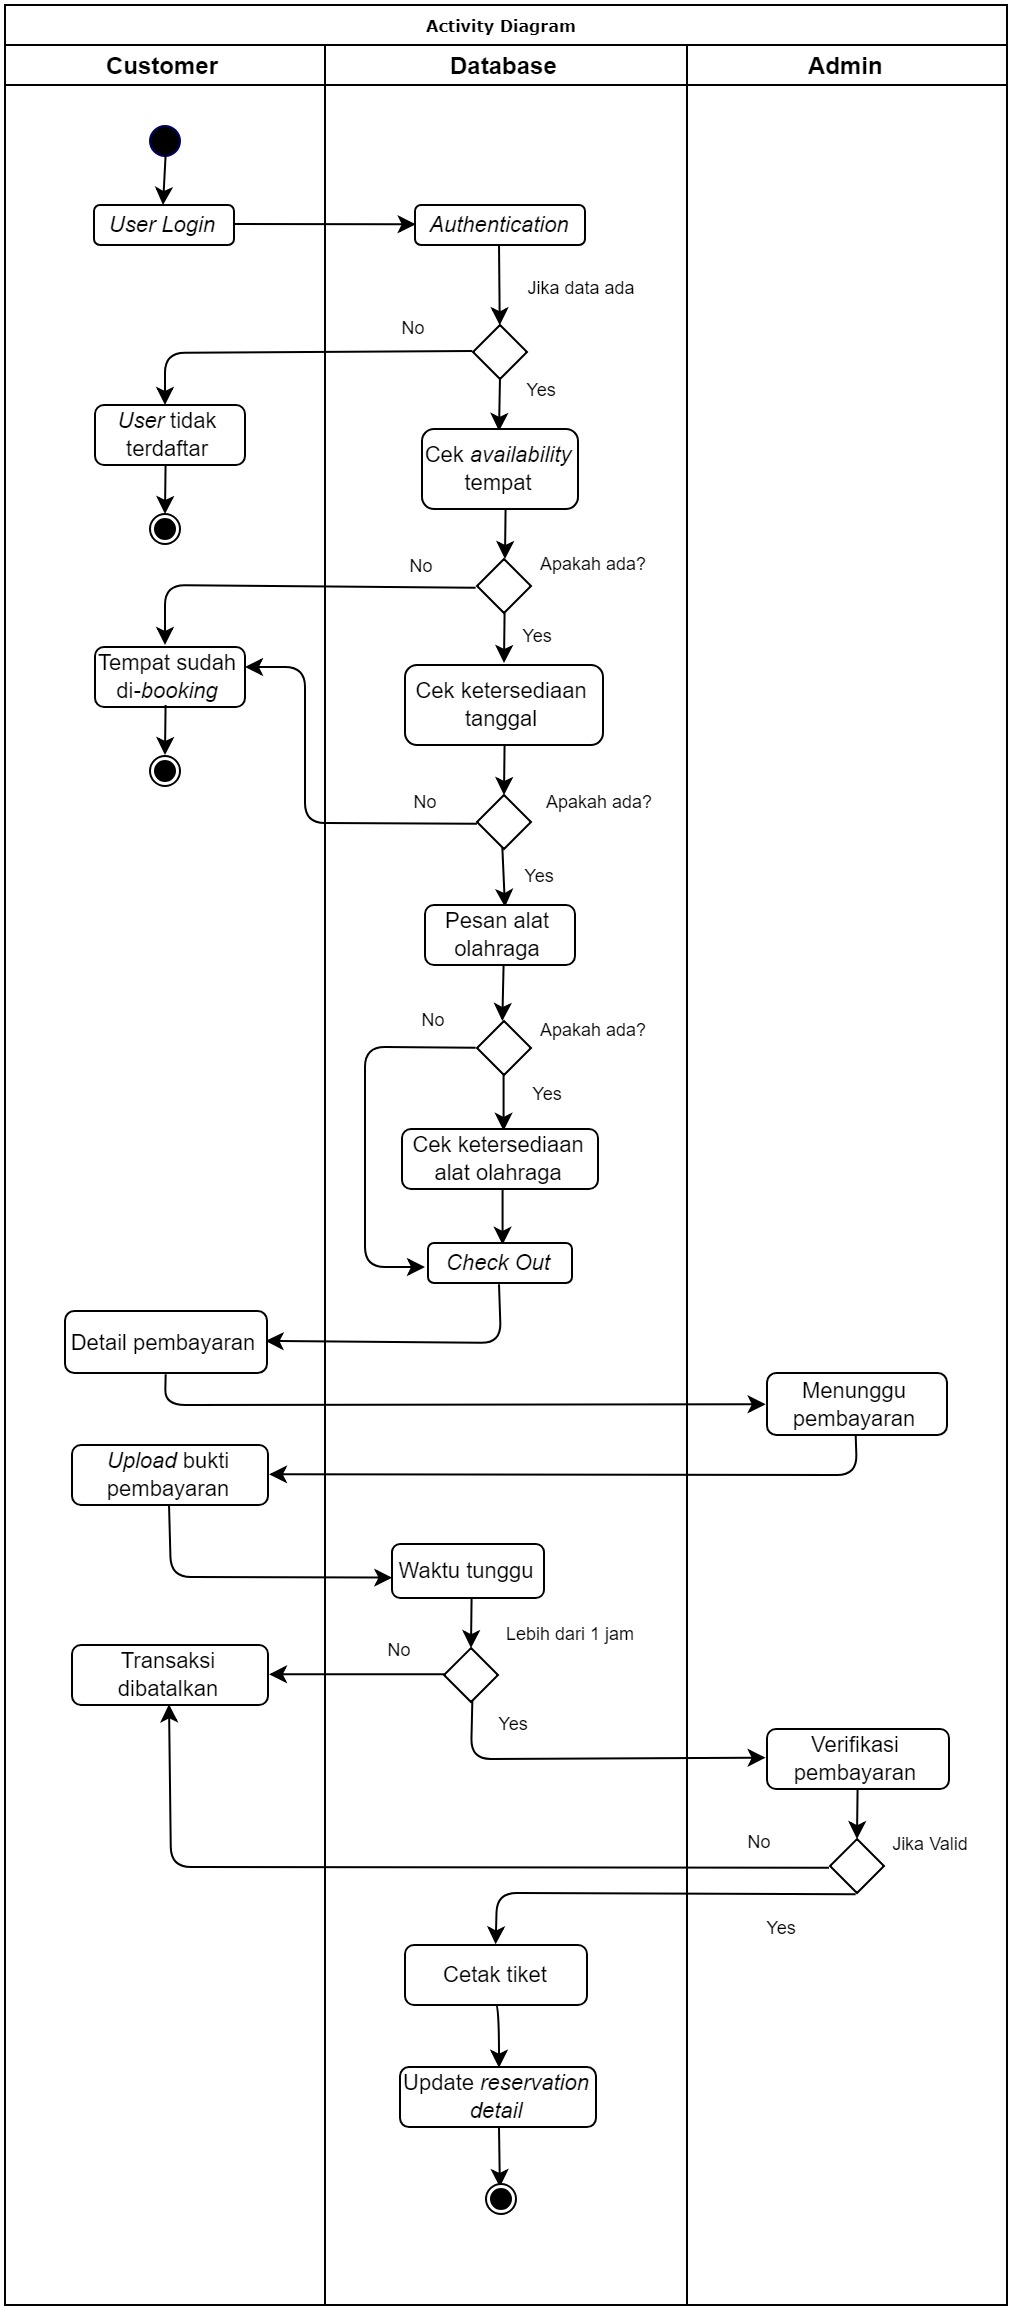 Activity Diagram
Customer
Database
Admin
User Login
Authentication
Jika data ada
No
Yes
User tidak
terdaftar
Cek availability
tempat
No
Apakah ada?
Yes
Tempat sudah
di-booking
Cek ketersediaan
tanggal
No
Apakah ada?
Yes
Pesan alat
olahraga
No
Apakah ada?
Yes
Cek ketersediaan
alat olahraga
Check Out
Detail pembayaran
Menunggu
pembayaran
Upload bukti
pembayaran
Waktu tunggu
Lebih dari 1 jam
No
Transaksi
dibatalkan
Yes
Verifikasi
pembayaran
No
Jika Valid
Yes
Cetak tiket
Update reservation
detail